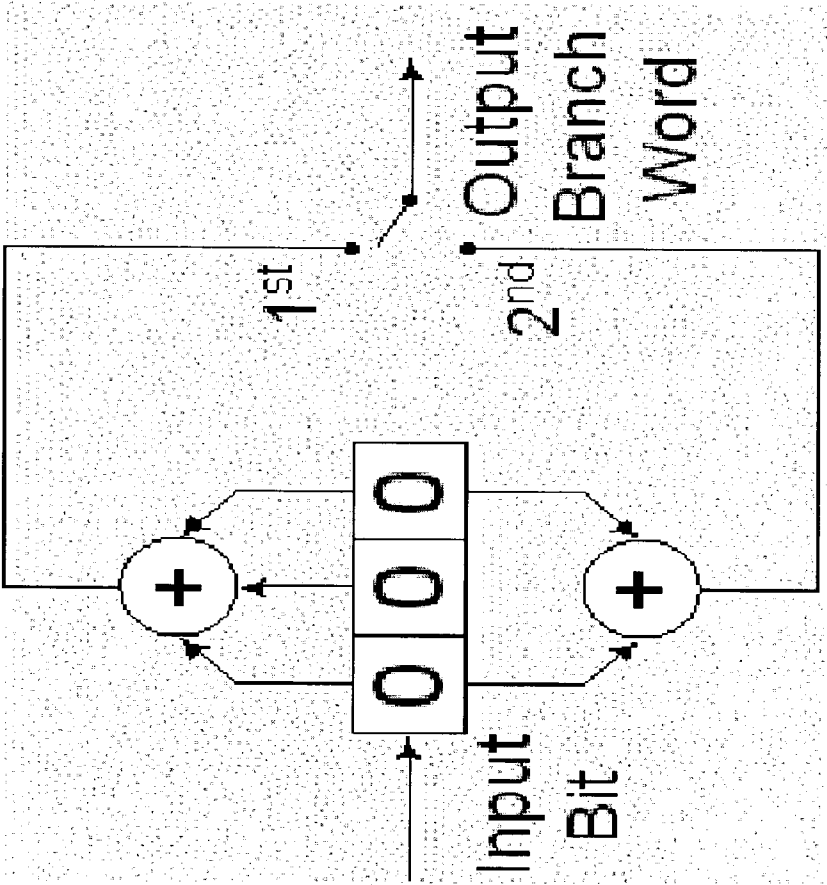 1st
+
0 0 0
+
2nd
Input
Bit
Output
Branch
Word